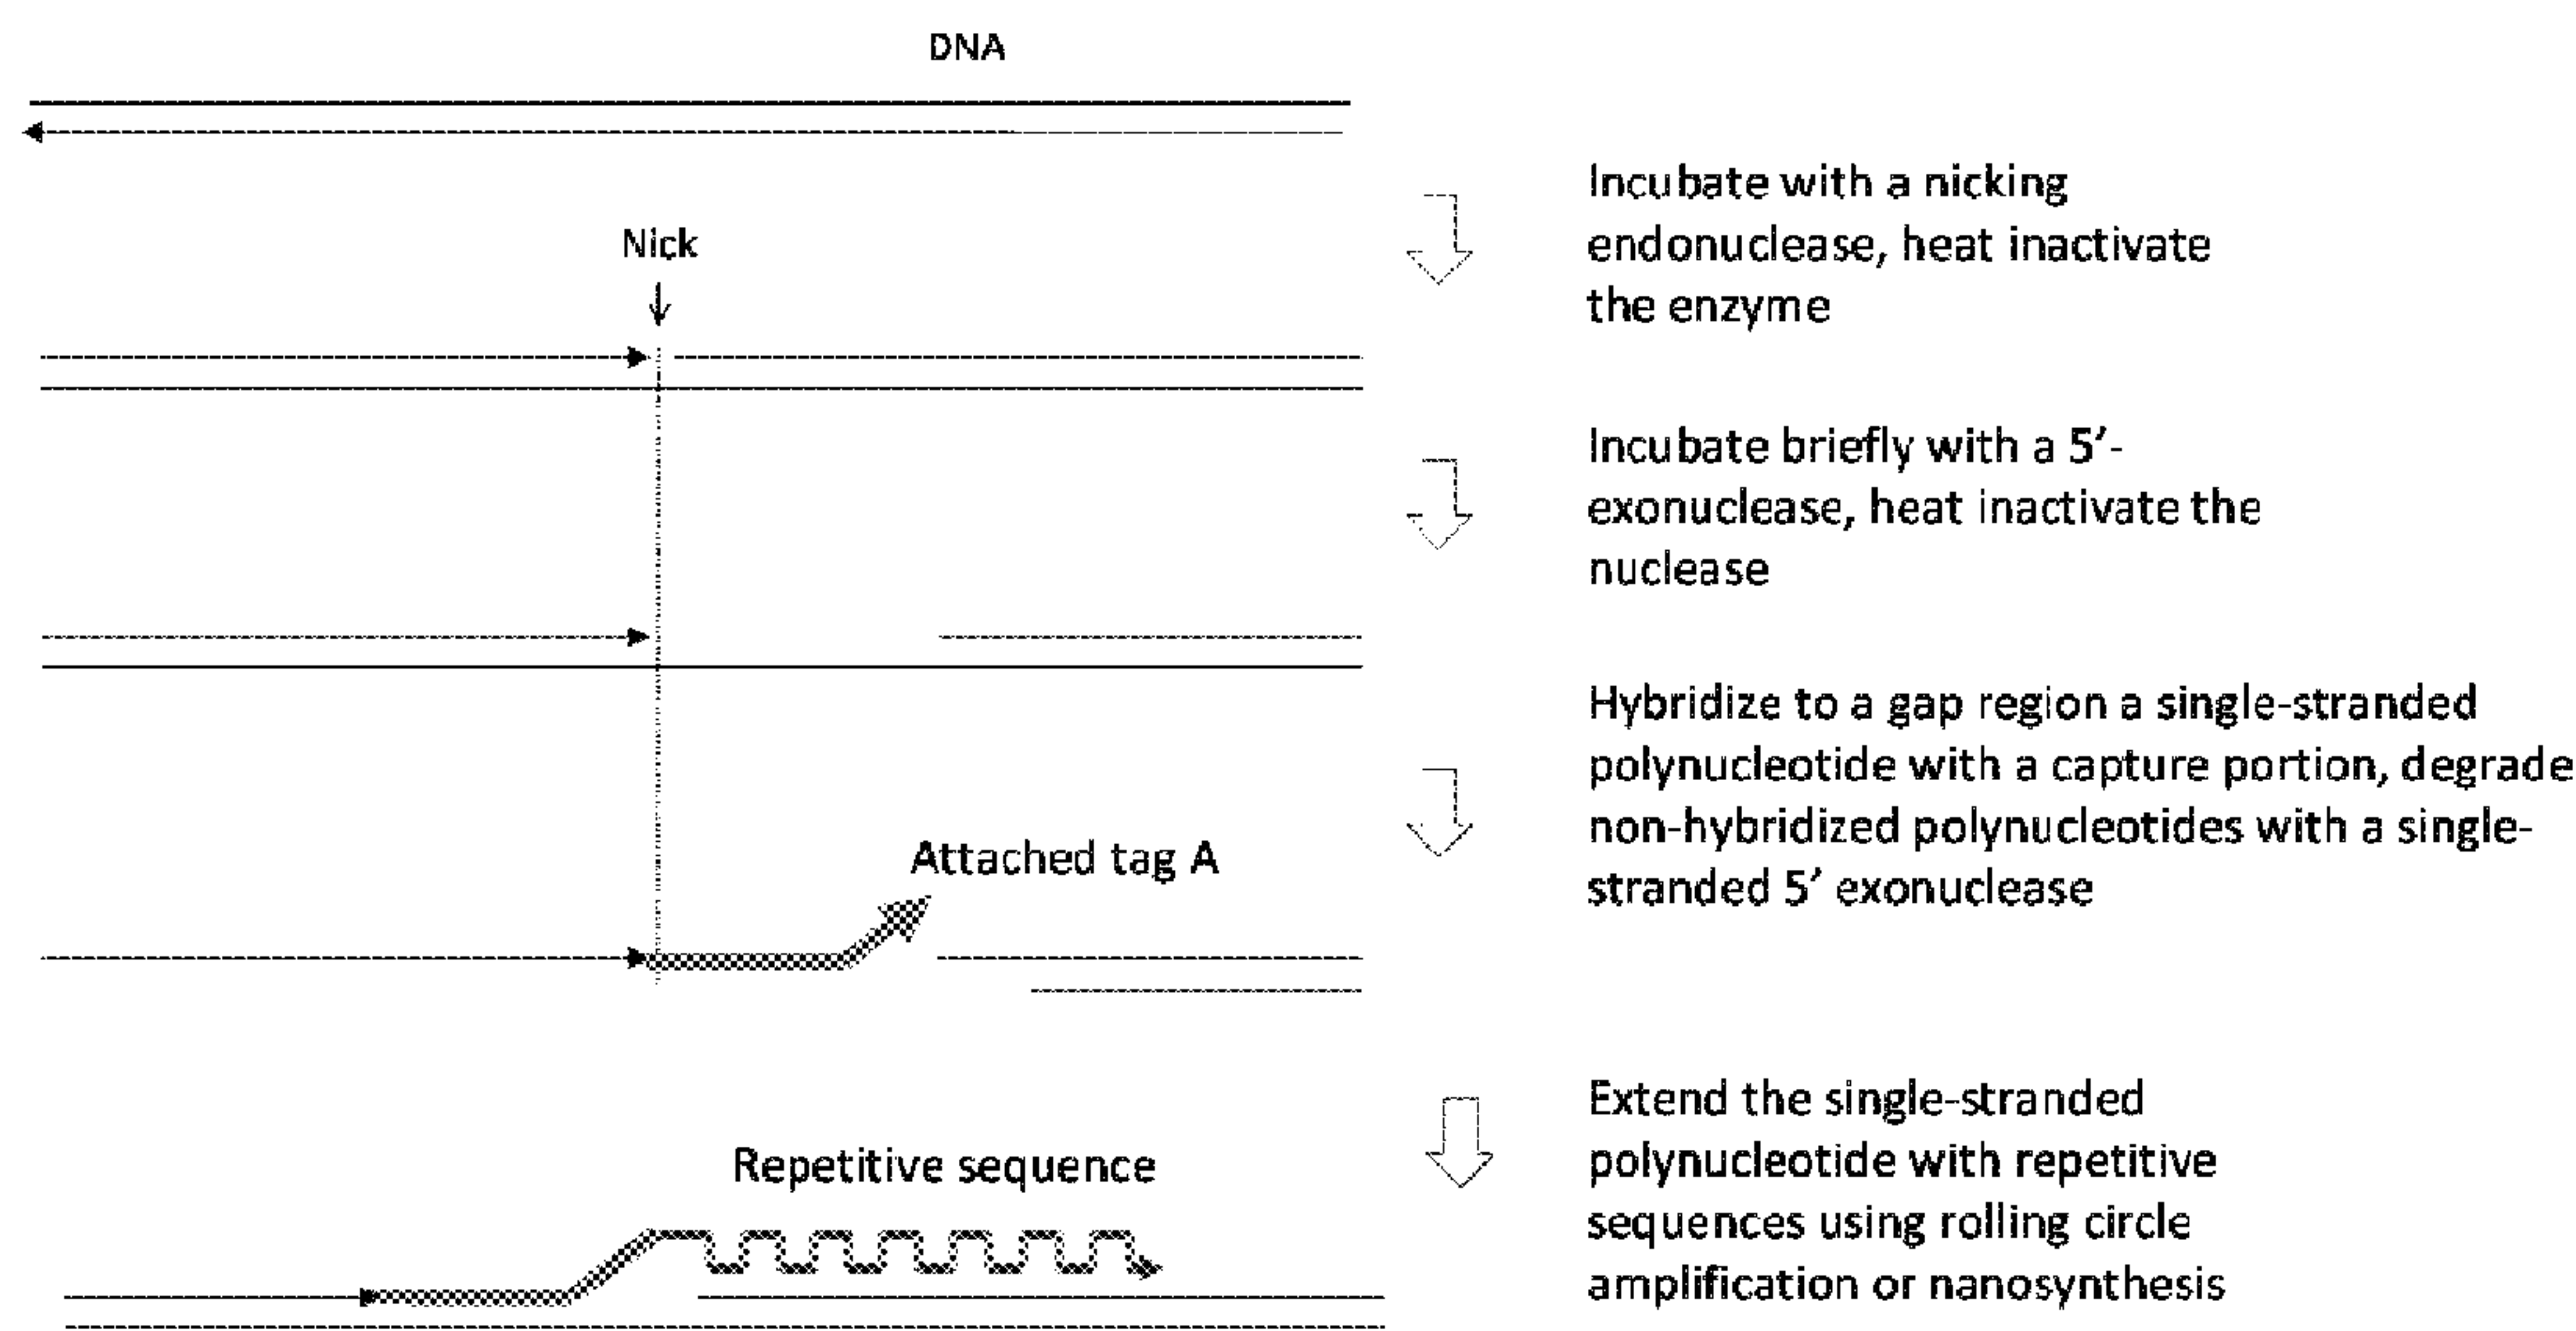 DNA
Incubate with a nicking
endonuclease, heat inactivate
the enzyme
Nick
Incubate briefly with a 5’-
exonuclease, heat inactivate the
nuclease
Hybridize to a gap region a single-stranded
polynucleotide with a capture portion, degrade
non-hybridized polynucleotides with a single-
stranded 5’ exonuclease
Attached tag A
Extend the single-stranded
polynucleotide with repetitive
sequences using rolling circle
amplification or nanosynthesis
Repetitive sequence